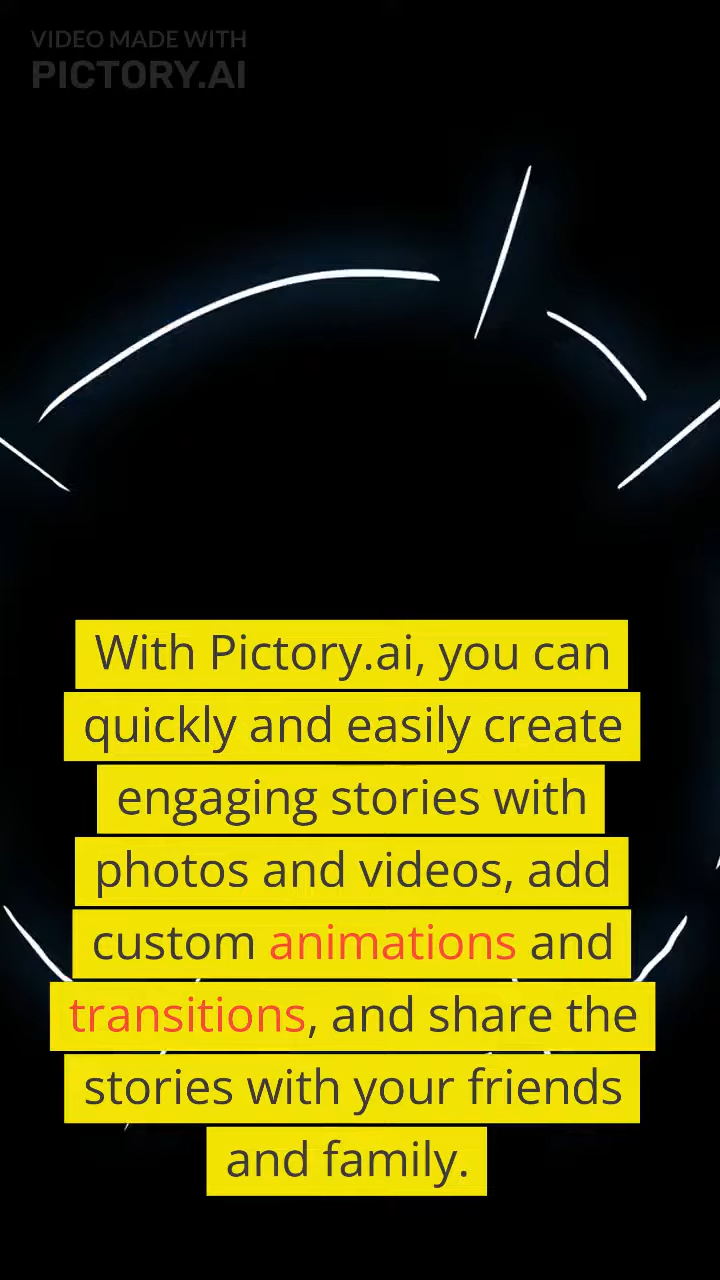 VIDEO MADE WITH
PICTORY.AI
With Pictory.ai, you can
quickly and easily create
engaging stories with
photos and videos, add
custom animations and
transitions, and share the
stories with your friends
and family.